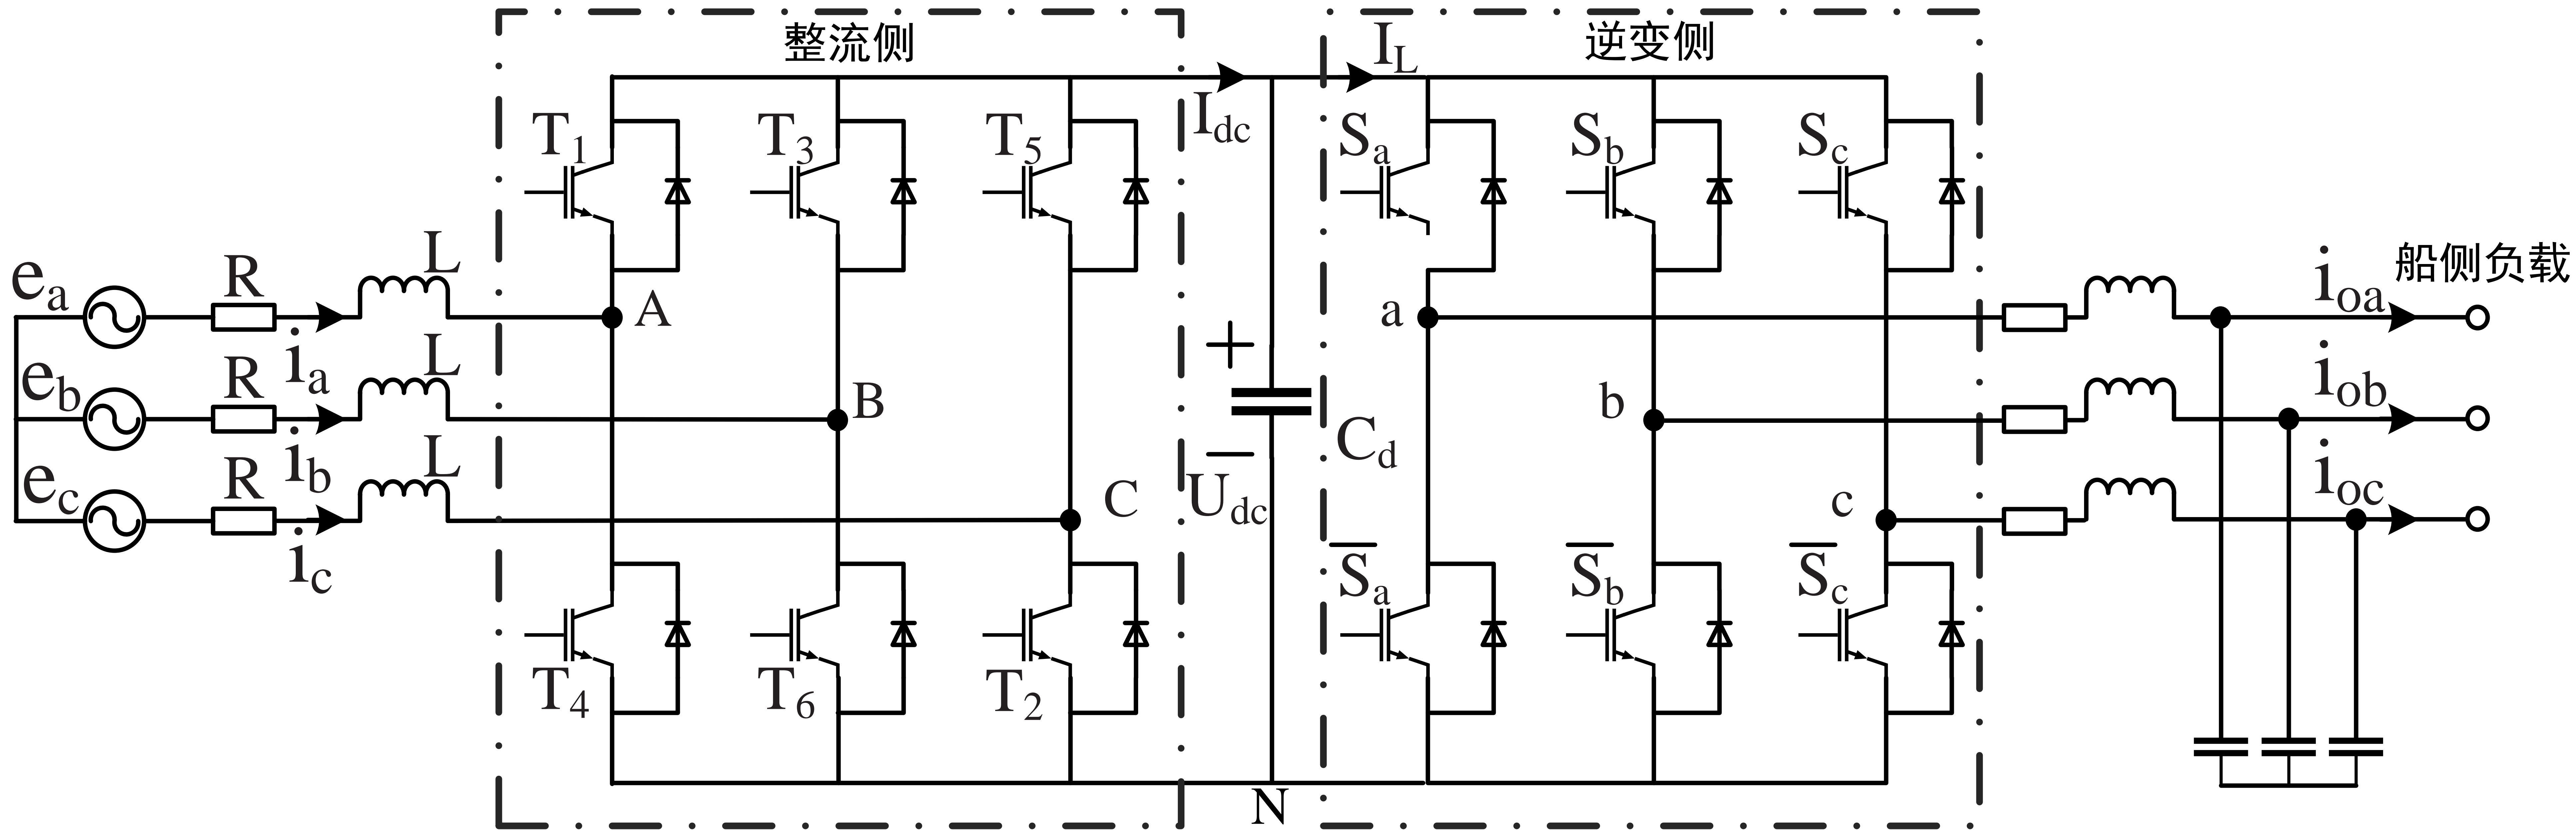 整流侧
逆变侧
I_L
I_dc
T_1
T_3
T_5
S_a
S_b
S_c
船侧负载
e_a
R
L
i_a
A
a
i_oa
e_b
R
L
i_b
B
b
i_ob
e_c
R
L
i_c
C
c
i_oc
+
−
U_dc
C_d
T_4
T_6
T_2
S̅_a
S̅_b
S̅_c
N